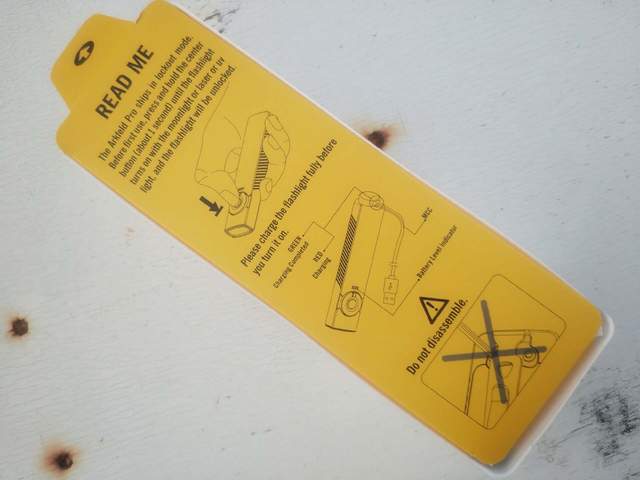 READ ME
The Arkfeld Pro ships in lockout mode.
Before first use, press and hold the center
button (about 1 second) until the flashlight
turns on with the moonlight or laser or uv
light, and the flashlight will be unlocked.
Please charge the flashlight fully before
you turn it on.
GREEN
Charging Completed
RED
Charging
MCC
Battery Level Indicator
Do not disassemble.